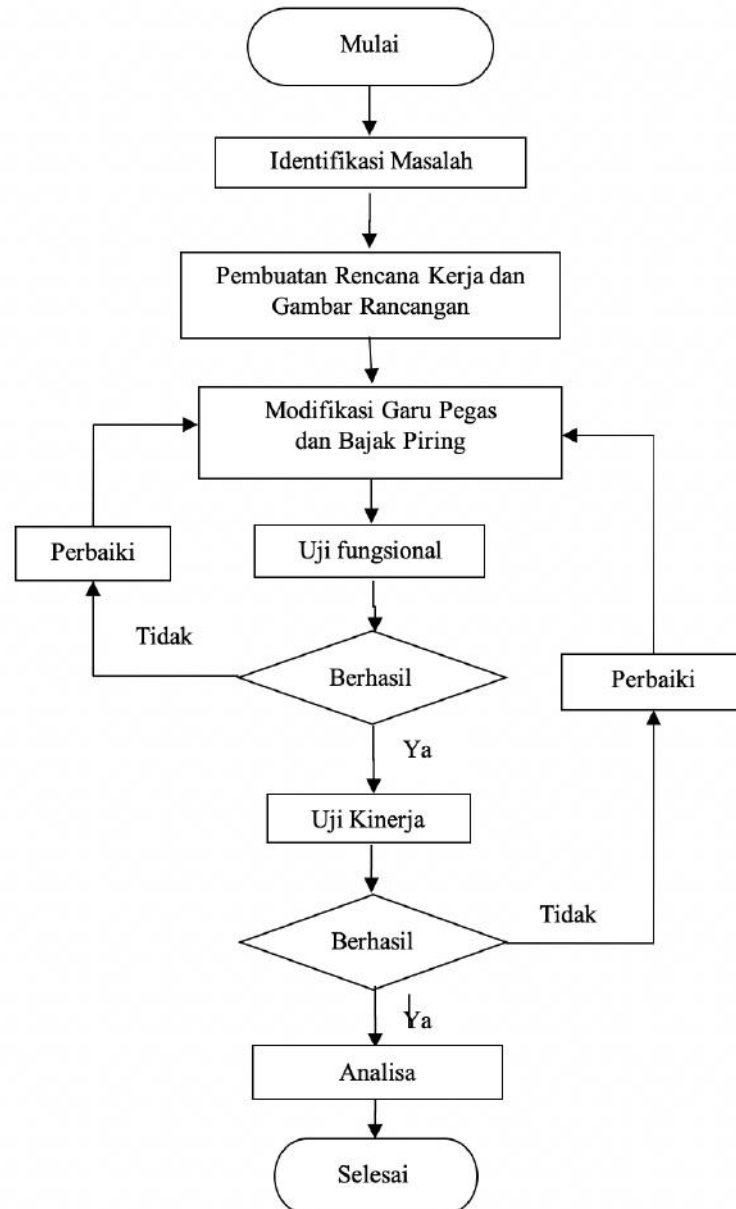 Mulai
Identifikasi Masalah
Pembuatan Rencana Kerja dan
Gambar Rancangan
Modifikasi Garu Pegas
dan Bajak Piring
Perbaiki
Uji fungsional
Tidak
Berhasil
Perbaiki
Ya
Uji Kinerja
Tidak
Berhasil
Ya
Analisa
Selesai